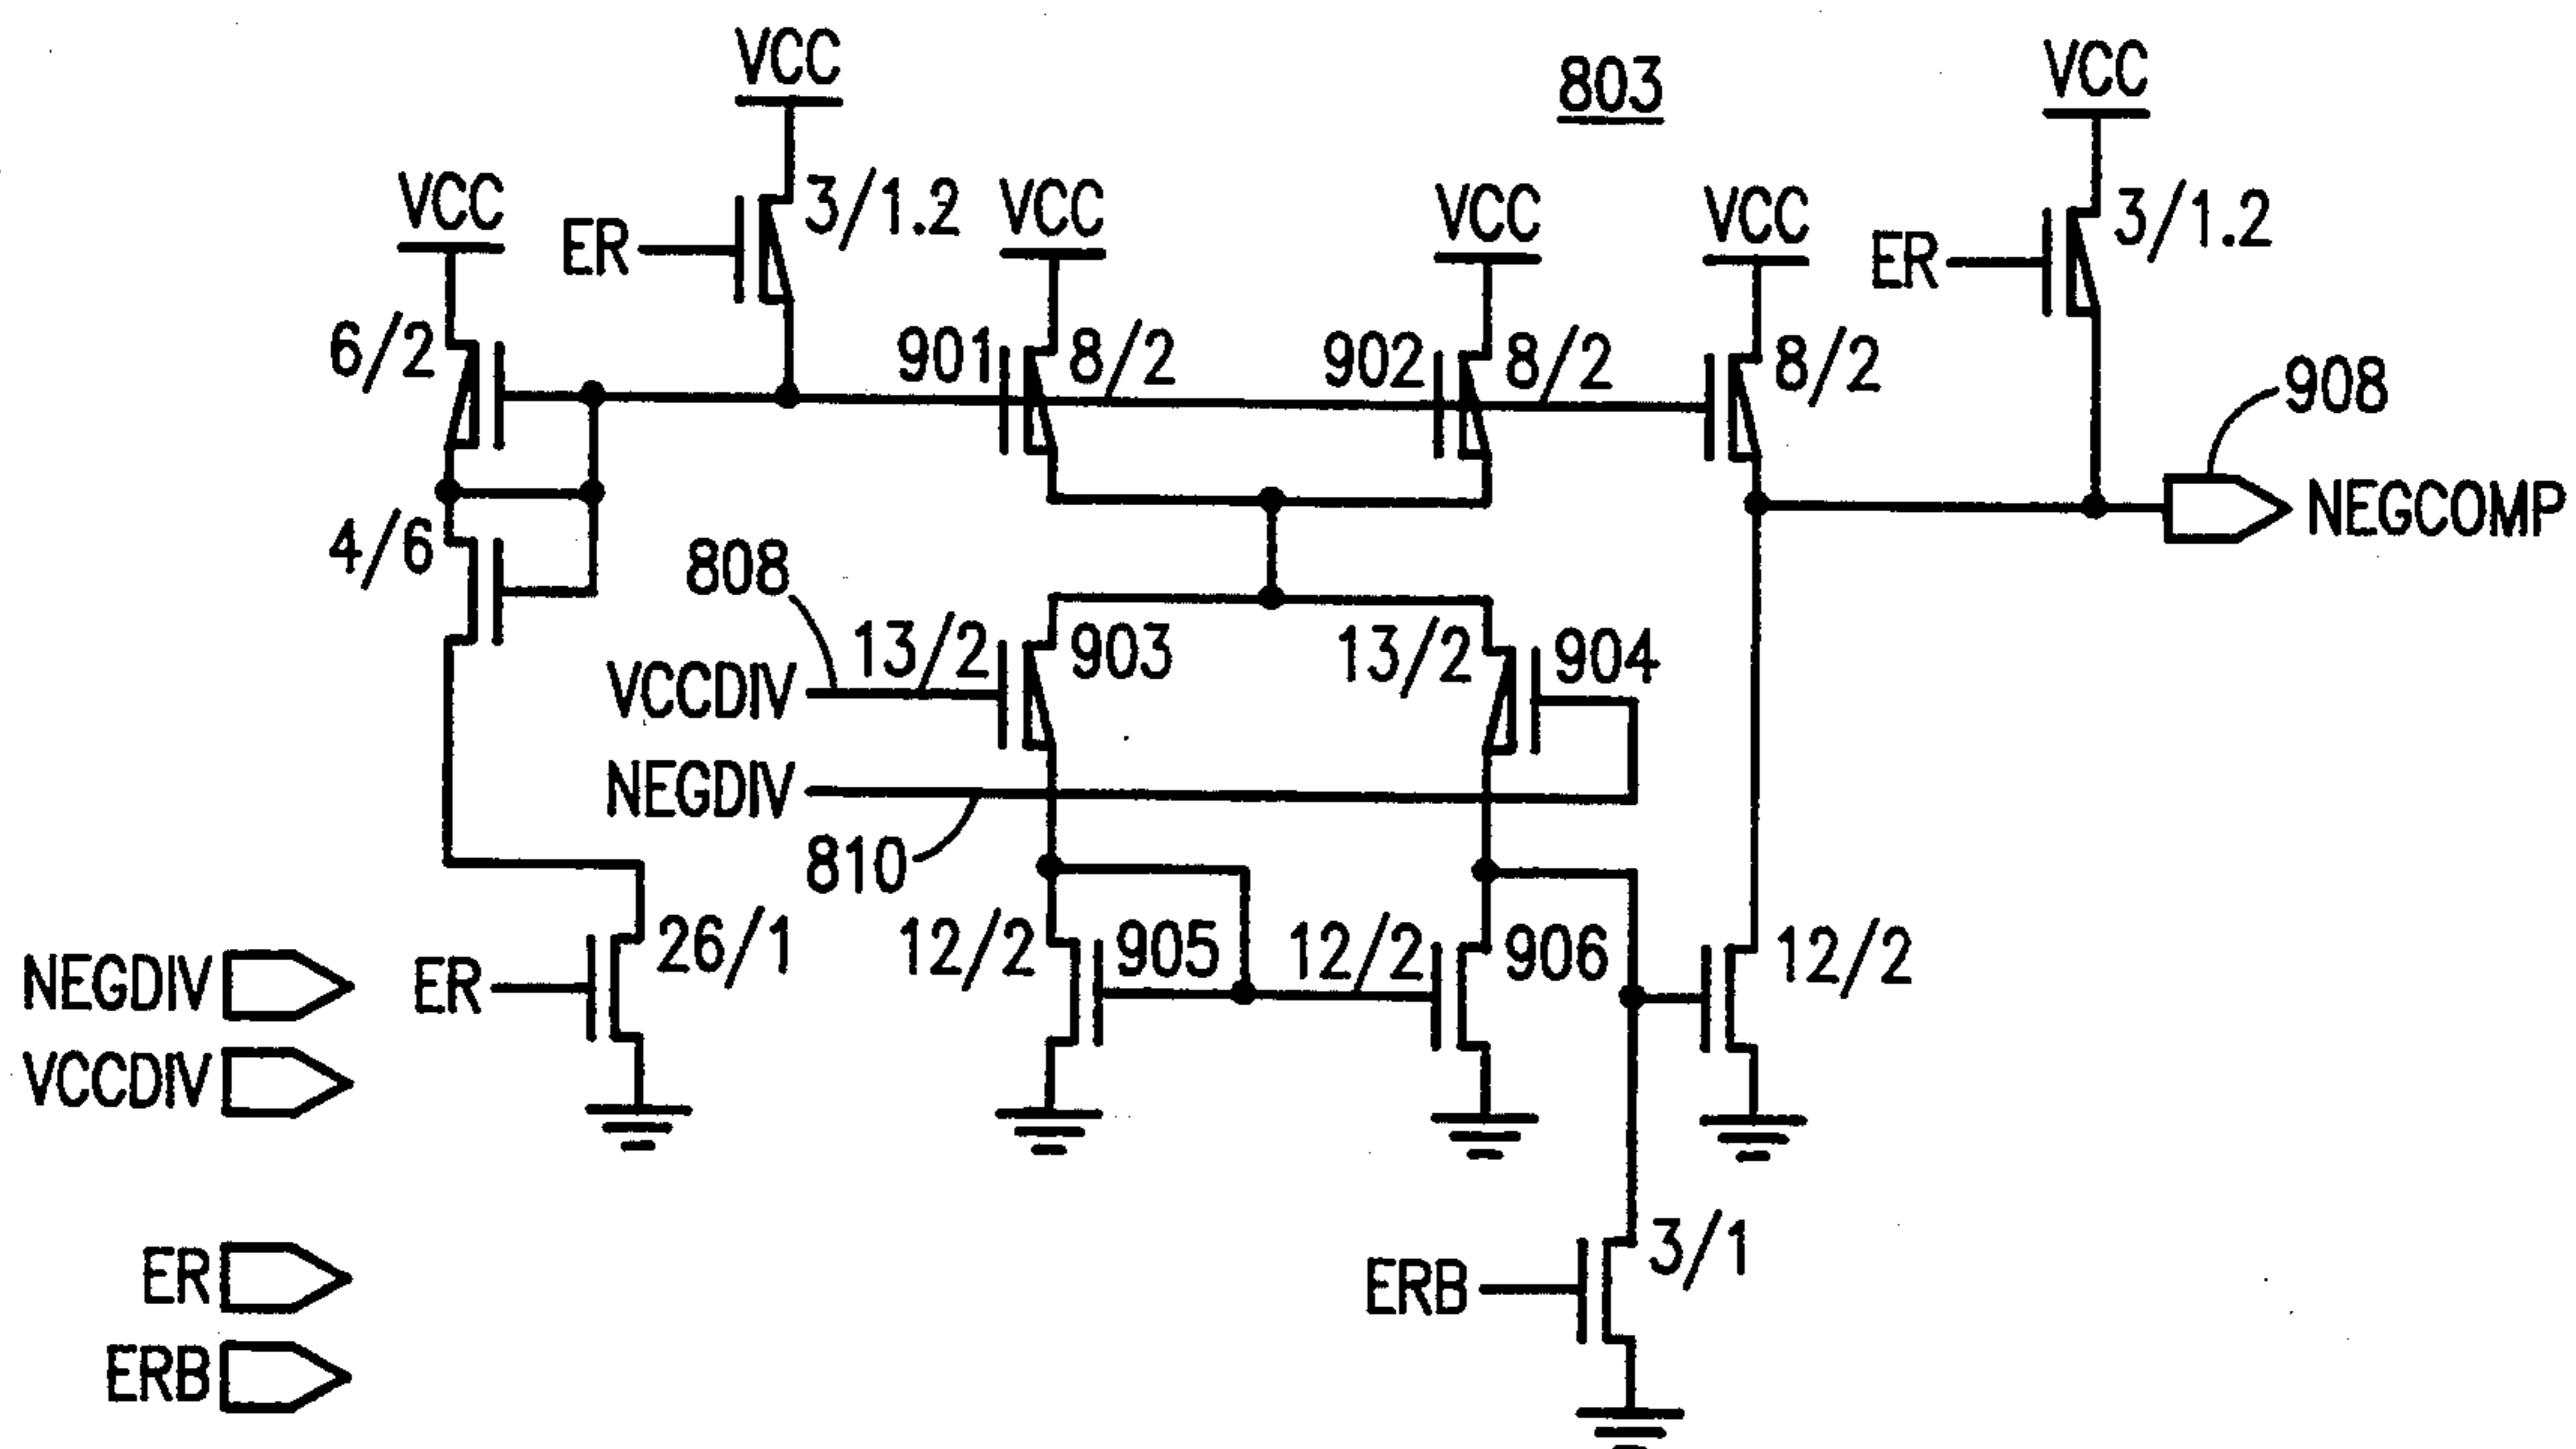 VCC
803
VCC
VCC
ER
3/1.2
VCC
VCC
VCC
ER
3/1.2
6/2
901
8/2
902
8/2
8/2
908
NEGCOMP
4/6
808
13/2
903
13/2
904
VCCDIV
NEGDIV
810
NEGDIV
ER
26/1
12/2
905
12/2
906
12/2
VCCDIV
ER
ERB
3/1
ERB